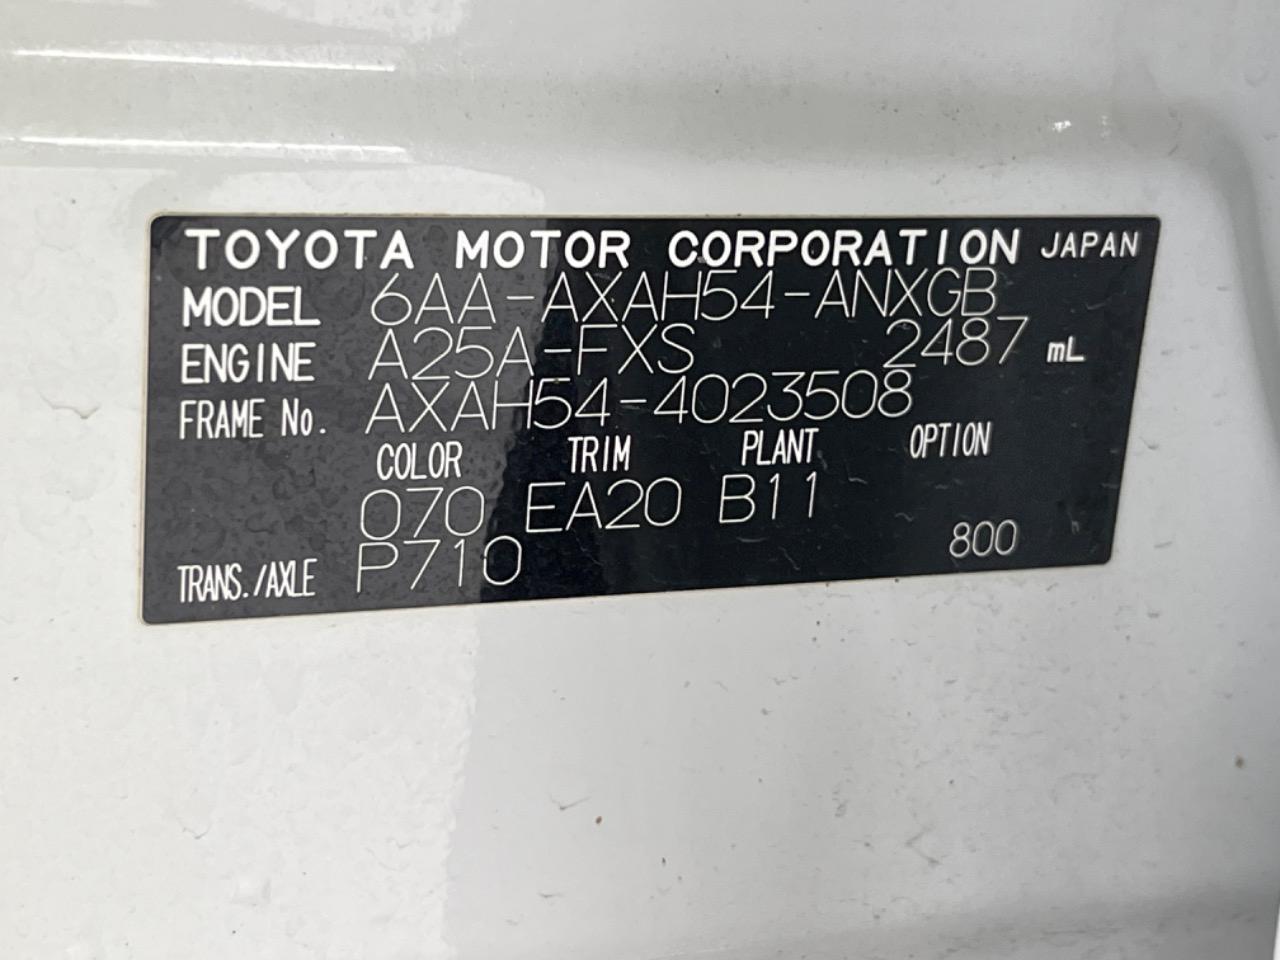 TOYOTA MOTOR CORPORATION JAPAN
MODEL 6AA-AXAH54-ANXGB
ENGINE A25A-FXS 2487 mL
FRAME No. AXAH54-4023508
COLOR TRIM PLANT OPTION
070 EA20 B11
TRANS./AXLE P710 800